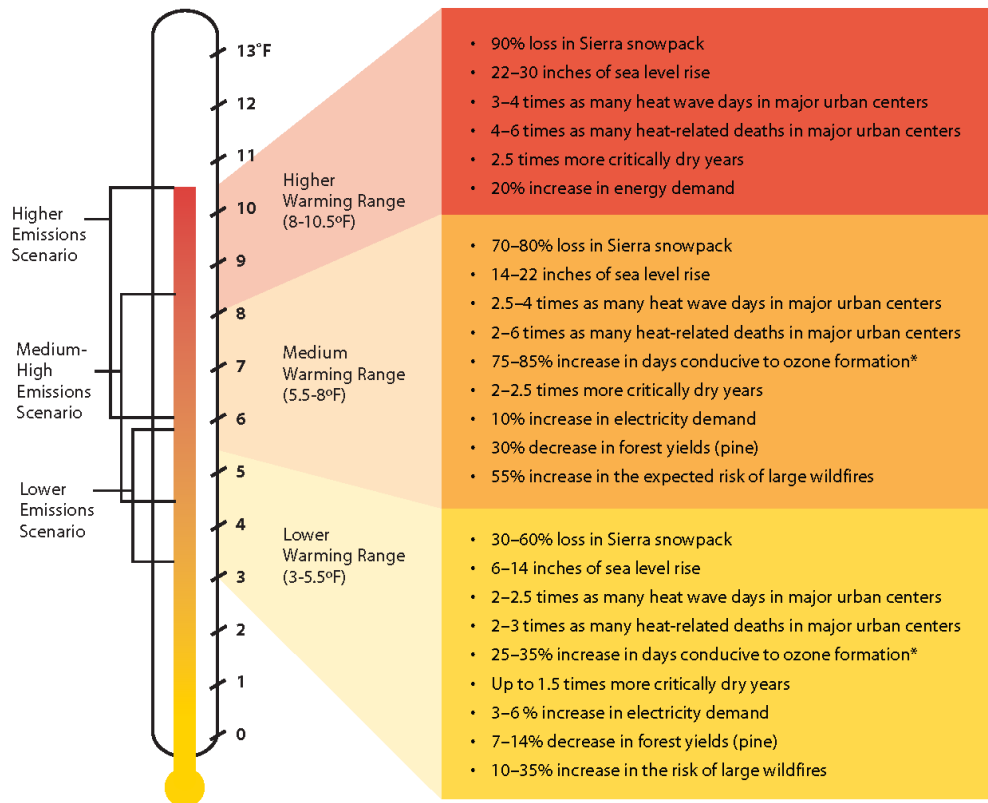 13°F
12
11
10
9
8
7
6
5
4
3
2
1
0
Higher
Emissions
Scenario
Medium-
High
Emissions
Scenario
Lower
Emissions
Scenario
Higher
Warming Range
(8-10.5ºF)
Medium
Warming Range
(5.5-8ºF)
Lower
Warming Range
(3-5.5ºF)
• 90% loss in Sierra snowpack
• 22–30 inches of sea level rise
• 3–4 times as many heat wave days in major urban centers
• 4–6 times as many heat-related deaths in major urban centers
• 2.5 times more critically dry years
• 20% increase in energy demand
• 70–80% loss in Sierra snowpack
• 14–22 inches of sea level rise
• 2.5–4 times as many heat wave days in major urban centers
• 2–6 times as many heat-related deaths in major urban centers
• 75–85% increase in days conducive to ozone formation*
• 2–2.5 times more critically dry years
• 10% increase in electricity demand
• 30% decrease in forest yields (pine)
• 55% increase in the expected risk of large wildfires
• 30–60% loss in Sierra snowpack
• 6–14 inches of sea level rise
• 2–2.5 times as many heat wave days in major urban centers
• 2–3 times as many heat-related deaths in major urban centers
• 25–35% increase in days conducive to ozone formation*
• Up to 1.5 times more critically dry years
• 3–6 % increase in electricity demand
• 7–14% decrease in forest yields (pine)
• 10–35% increase in the risk of large wildfires